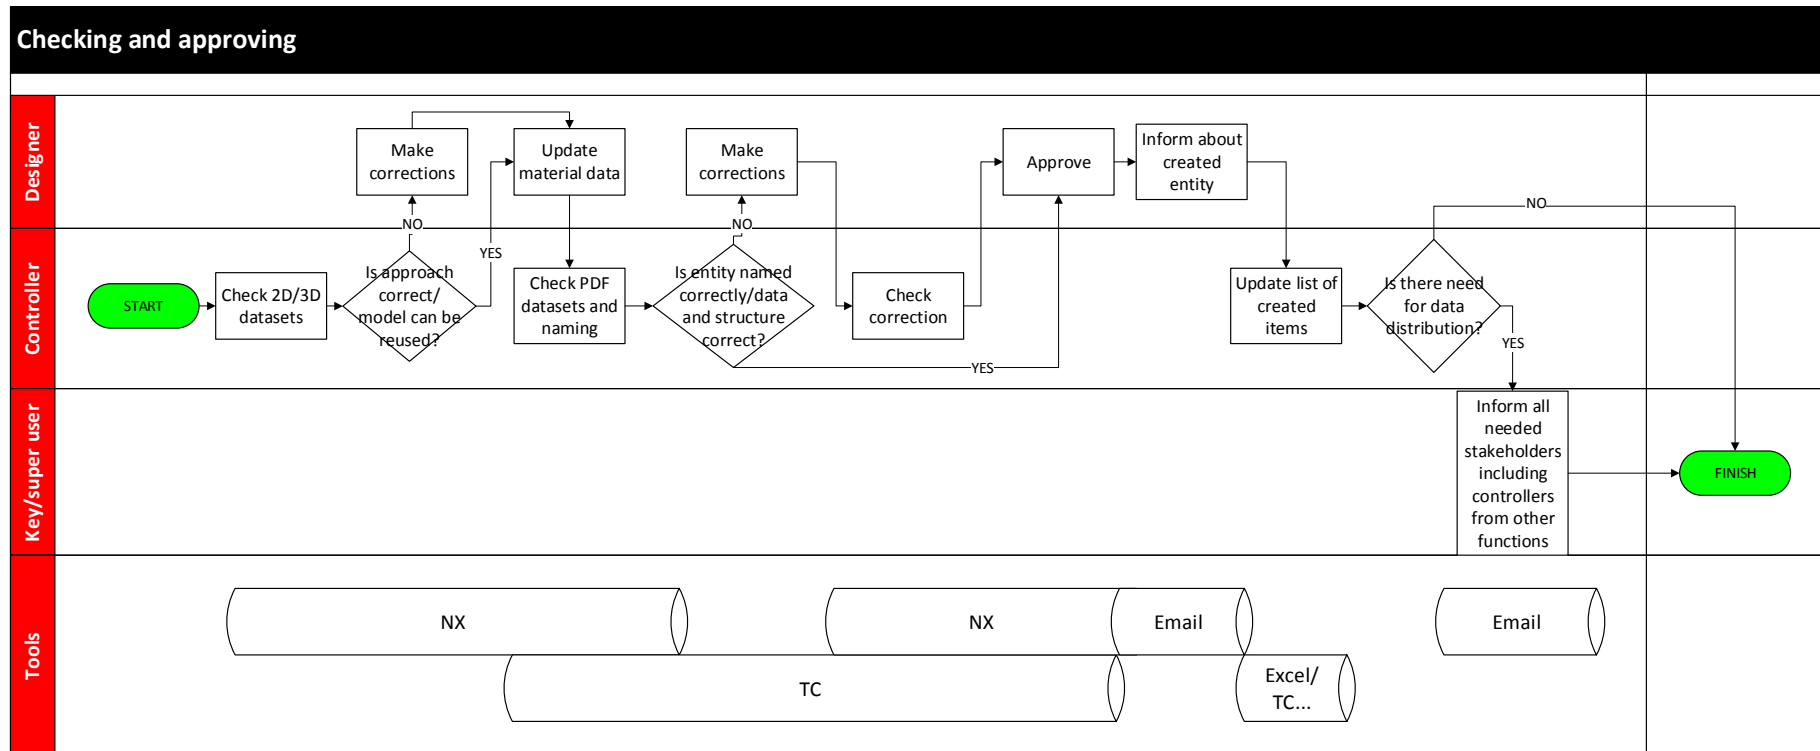 Checking and approving
Designer
Make
corrections
Update
material data
Make
corrections
Approve
Inform about
created
entity
NO
NO
NO
YES
Controller
START
Check 2D/3D
datasets
Is approach
correct/
model can be
reused?
Check PDF
datasets and
naming
Is entity named
correctly/data
and structure
correct?
Check
correction
Update list of
created
items
Is there need
for data
distribution?
YES
YES
Key/super user
Inform all
needed
stakeholders
including
controllers
from other
functions
FINISH
Tools
NX
NX
Email
Email
TC
Excel/
TC...